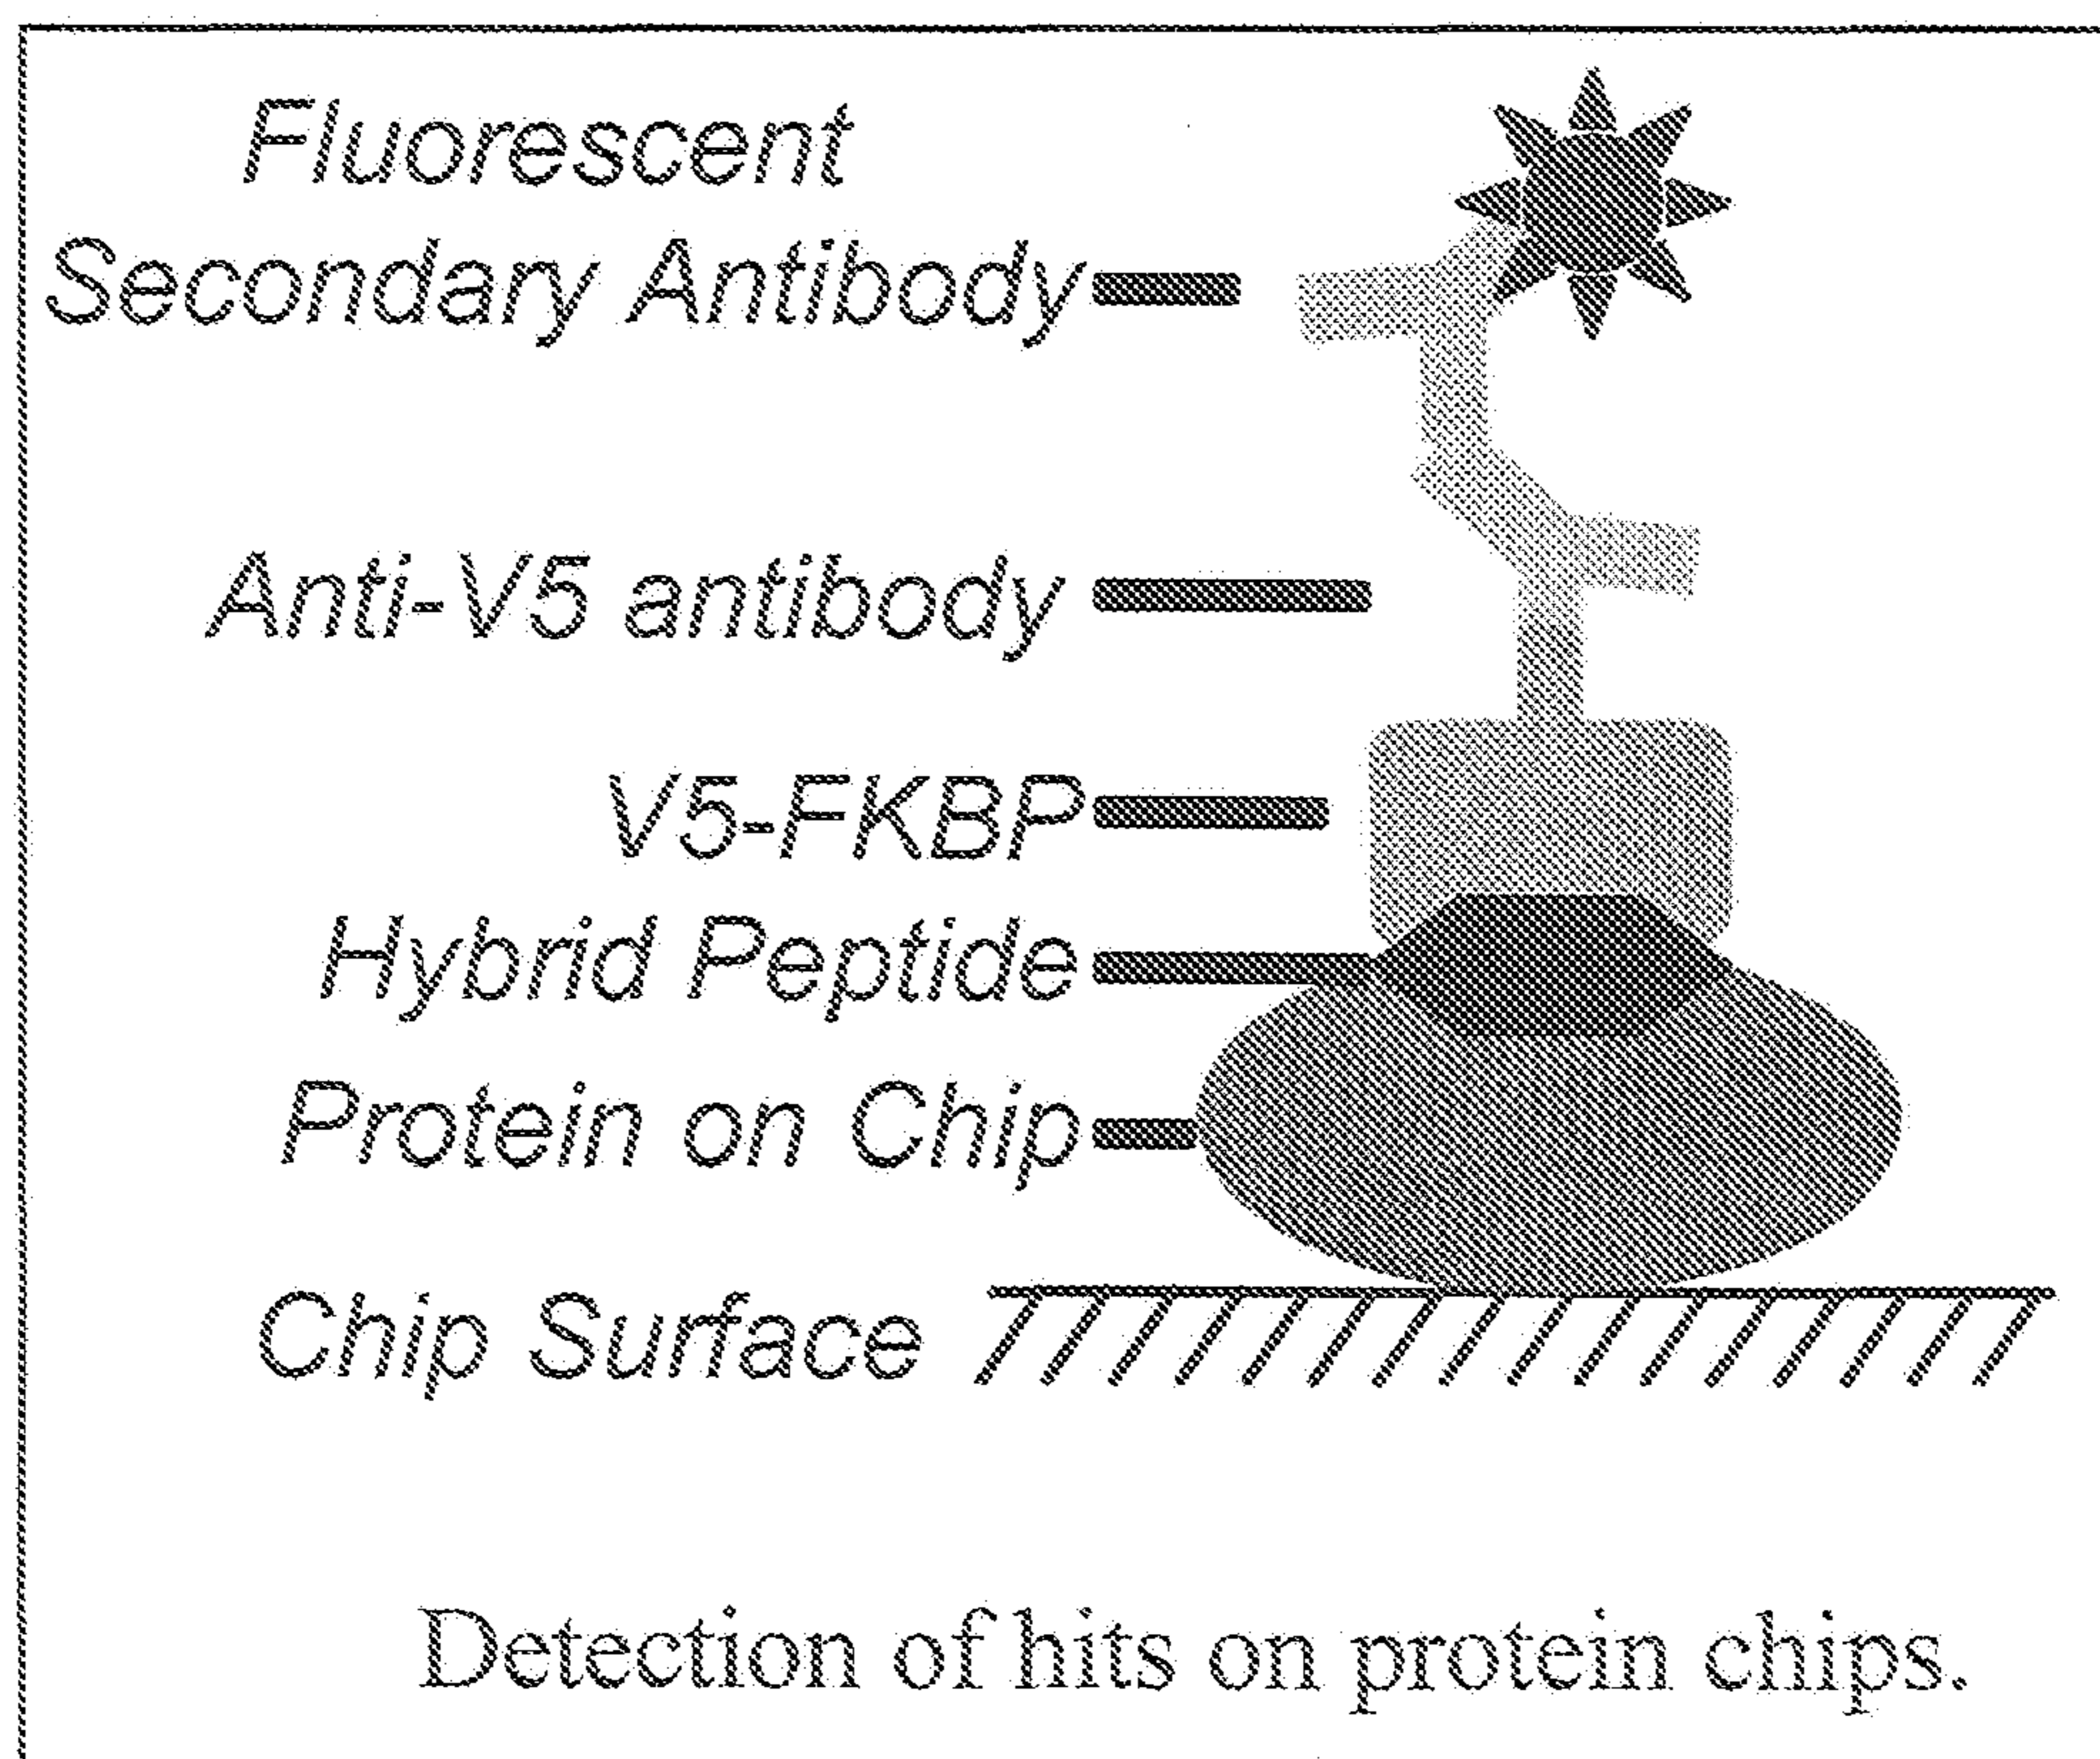 Fluorescent
Secondary Antibody
Anti-V5 antibody
V5-FKBP
Hybrid Peptide
Protein on Chip
Chip Surface
Detection of hits on protein chips.